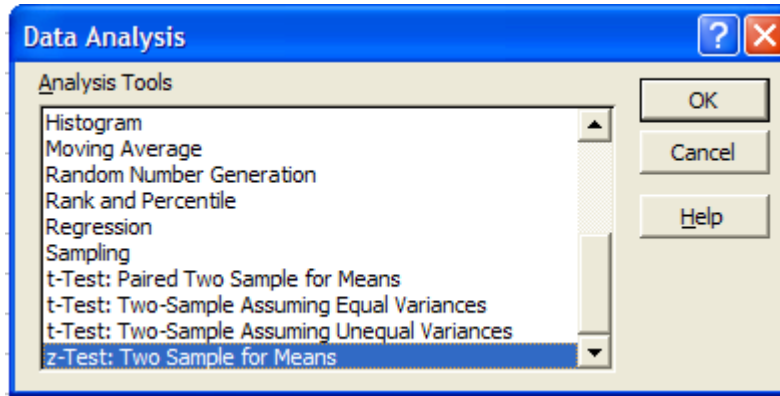 Data Analysis
Analysis Tools
Histogram
Moving Average
Random Number Generation
Rank and Percentile
Regression
Sampling
t-Test: Paired Two Sample for Means
t-Test: Two-Sample Assuming Equal Variances
t-Test: Two-Sample Assuming Unequal Variances
z-Test: Two Sample for Means
OK
Cancel
Help